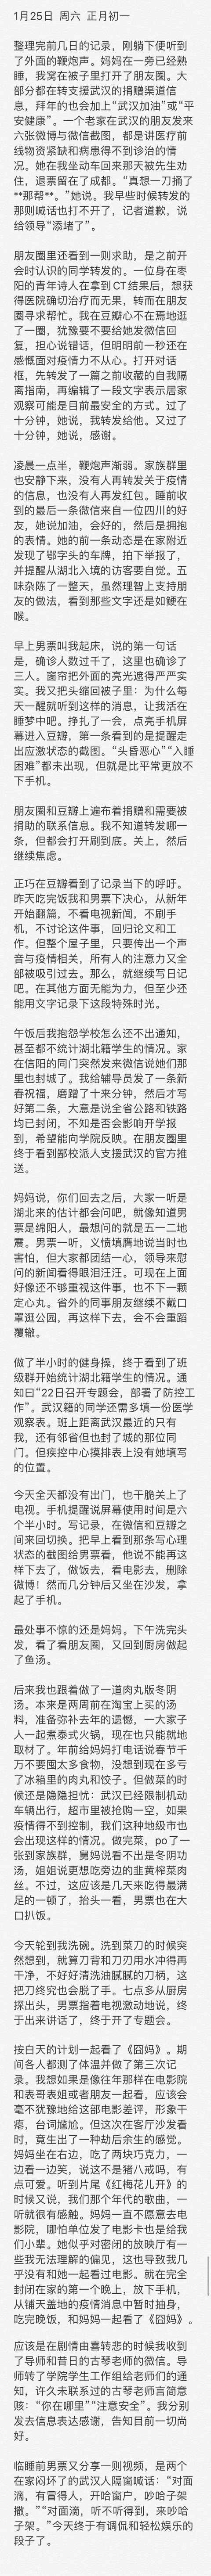 1月25日 周六 正月初一
整理完前几日的记录，刚躺下便听到
了外面的鞭炮声。妈妈在一旁已经熟
睡，我窝在被子里打开了朋友圈。大
部分都在转支援武汉的捐赠渠道信
息，拜年的也会加上“武汉加油”或“平
安健康”。一个老家在武汉的朋友发来
六张微博与微信截图，都是讲医疗前
线物资紧缺和病患得不到诊治的情
况。她在我坐动车回来那天被先生劝
住，退票留在了成都。“真想一刀捅了
**那帮**。”她说。我早些时候转发的
那则喊话也打不开了，记者道歉，说
给领导“添堵了”。
朋友圈里还看到一则求助，是之前开
会时认识的同学转发的。一位身在枣
阳的青年诗人在拿到CT结果后，想获
得医院确切治疗而无果，转而在朋友
圈寻求帮忙。我在豆瓣心不在焉地逛
了一圈，犹豫要不要给她发微信回
复，担心说错话，但明明前一秒还在
感慨面对疫情力不从心。打开对话
框，先转发了一篇之前收藏的自我隔
离指南，再编辑了一段文字表示居家
观察可能是目前最安全的方式。过了
十分钟，她说，我转发给他。又过了
十分钟，她说，感谢。
凌晨一点半，鞭炮声渐弱。家族群里
也安静下来，没有人再转发关于疫情
的信息，也没有人再发红包。睡前收
到的最后一条微信来自一位四川的好
友，她说加油，会好的，然后是拥抱
的表情。她的前一条动态是在家附近
发现了鄂字头的车牌，拍下举报了，
并提醒从湖北入境的访客要自觉。五
味杂陈了一整天，虽然理智上支持朋
友的做法，看到那些文字还是如鲠在
喉。
早上男票叫我起床，说的第一句话
是，确诊人数过千了，这里也确诊了
三人。窗帘把外面的亮光遮得严严实
实。我又把头缩回被子里：为什么每
天一醒就听到这样的消息，让我活在
睡梦中吧。挣扎了一会，点亮手机屏
幕进入豆瓣，第一条看到的是提醒走
出应激状态的截图。“头昏恶心”“入睡
困难”都未出现，但就是比平常更放不
下手机。
朋友圈和豆瓣上遍布着捐赠和需要被
捐助的联系信息。我不知道转发哪一
条，但都会打开刷到底。关上，然后
继续焦虑。
正巧在豆瓣看到了记录当下的呼吁。
昨天吃完饭我和男票下决心，从新年
开始翻篇，不看电视新闻，不刷手
机，不讨论这件事，回归论文和工
作。但整个屋子里，只要传出一个声
音与疫情相关，所有人的注意力又全
部被吸引过去。那么，就继续写日记
吧。在其他方面无能为力，但至少还
能用文字记录下这段特殊时光。
午饭后我抱怨学校怎么还不出通知，
甚至都不统计湖北籍学生的情况。家
在信阳的同门突然发来微信说她们那
里也封城了。我给辅导员发了一条新
春祝福，磨蹭了十来分钟，然后才写
好第二条，大意是说全省公路和铁路
均已封闭，不知是否会影响开学报
到，希望能向学院反映。在朋友圈里
终于看到鄙校派人支援武汉的官方推
送。
妈妈说，你们回去之后，大家一听是
湖北来的估计都会问吧，就像知道男
票是绵阳人，最想问的就是五一二地
震。男票一听，义愤填膺地说当时也
害怕，但大家都团结一心，领导来慰
问的新闻看得眼泪汪汪。可现在上面
好像还不够重视这件事，也不下一颗
定心丸。省外的同事朋友继续不戴口
罩逛公园，再这样下去，会不会重蹈
覆辙。
做了半小时的健身操，终于看到了班
级群开始统计湖北籍学生的情况。通
知曰“22日召开专题会，部署了防控工
作”。武汉籍的同学还需多填一份医学
观察表。班上距离武汉最近的只有
我，还有邻省但也封了城的那位同
门。但疾控中心摸排表上没有她填写
的位置。
今天全天都没有出门，也干脆关上了
电视。手机提醒说屏幕使用时间是六
个半小时。写记录，在微信和豆瓣之
间来回切换。把早上看到那条写心理
状态的截图给男票看，他说不能再这
样下去了，做饭去，看电影去，删除
微博！然而几分钟后又坐在沙发，拿
起了手机。
最处事不惊的还是妈妈。下午洗完头
发，看了看朋友圈，又回到厨房做起
了鱼汤。
后来我也跟着做了一道肉丸版冬阴
汤。本来是两周前在淘宝上买的汤
料，准备弥补去年的遗憾，一大家子
人一起煮泰式火锅，现在也只能就地
取材了。年前给妈妈打电话说春节千
万不要囤太多食物，没想到现在多亏
了冰箱里的肉丸和饺子。但做菜的时
候还是隐隐担忧：武汉已经限制机动
车辆出行，超市里被抢购一空，如果
疫情得不到控制，我们这种地级市也
会出现这样的情况。做完菜，po了一
张到家族群，舅妈说看不出是冬阴功
汤，姐姐说更想吃旁边的韭黄榨菜肉
丝。不过，这应该是几天来吃得最满
足的一顿了，抬头一看，男票也在大
口扒饭。
今天轮到我洗碗。洗到菜刀的时候突
然想到，就算刀背和刀刃用水冲得再
干净，不好好清洗油腻腻的刀柄，这
把刀终究也会脱了手。七点多从厨房
探出头，男票指着电视激动地说，终
于出来讲话了，终于开了专题会。
按白天的计划一起看了《囧妈》。期
间各人都测了体温并做了第三次记
录。我想如果是像往年那样在电影院
和表哥表姐或者朋友一起看，应该会
毫不犹豫地给这部电影差评，形象干
瘪，台词尴尬。但这次在客厅沙发看
时，竟生出了一种劫后余生的感觉。
妈妈坐在右边，吃了两块巧克力，一
边看一边笑，说这不是猪八戒吗，有
点可爱。听到片尾《红梅花儿开》的
时候又说，我们那个年代的歌曲，一
听就很有感触。妈妈一直不愿意去电
影院，哪怕单位发了电影卡也是给我
们小辈。她似乎对密闭的放映厅有一
些我无法理解的偏见，这也导致我几
乎没有和她一起看过电影。就在完全
封闭在家的第一个晚上，放下手机，
从铺天盖地的疫情消息中暂时抽身，
吃完晚饭，和妈妈一起看了《囧妈》。
应该是在剧情由喜转悲的时候我收到
了导师和昔日的古琴老师的微信。导
师转了学院学生工作组给老师们的通
知，许久未联系过的古琴老师言简意
赅：“你在哪里”“注意安全”。我分别
发去信息表达感谢，告知目前一切尚
好。
临睡前男票又分享一则视频，是两个
在家闷坏了的武汉人隔窗喊话：“对面
滴，有冒得人，开哈窗户，吵哈子架
撒。”“对面滴，听不听得到，来吵哈
子架。”今天终于有调侃和轻松娱乐的
段子了。